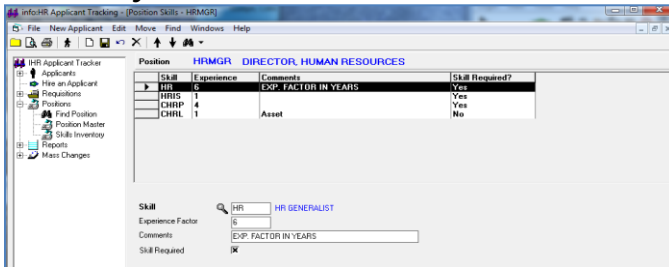 info:HR Applicant Tracking - [Position Skills - HRMGR]
File New Applicant Edit Move Find Windows Help
IHR Applicant Tracker
Applicants
Hire an Applicant
Requisitions
Positions
Find Position
Position Master
Skills Inventory
Reports
Mass Changes
Position HRMGR DIRECTOR, HUMAN RESOURCES
Skill Experience Comments Skill Required?
HR 6 EXP. FACTOR IN YEARS Yes
HRIS 1 Yes
CHRP 4 Yes
CHRL 1 Asset No
Skill HR HR GENERALIST
Experience Factor 6
Comments EXP. FACTOR IN YEARS
Skill Required